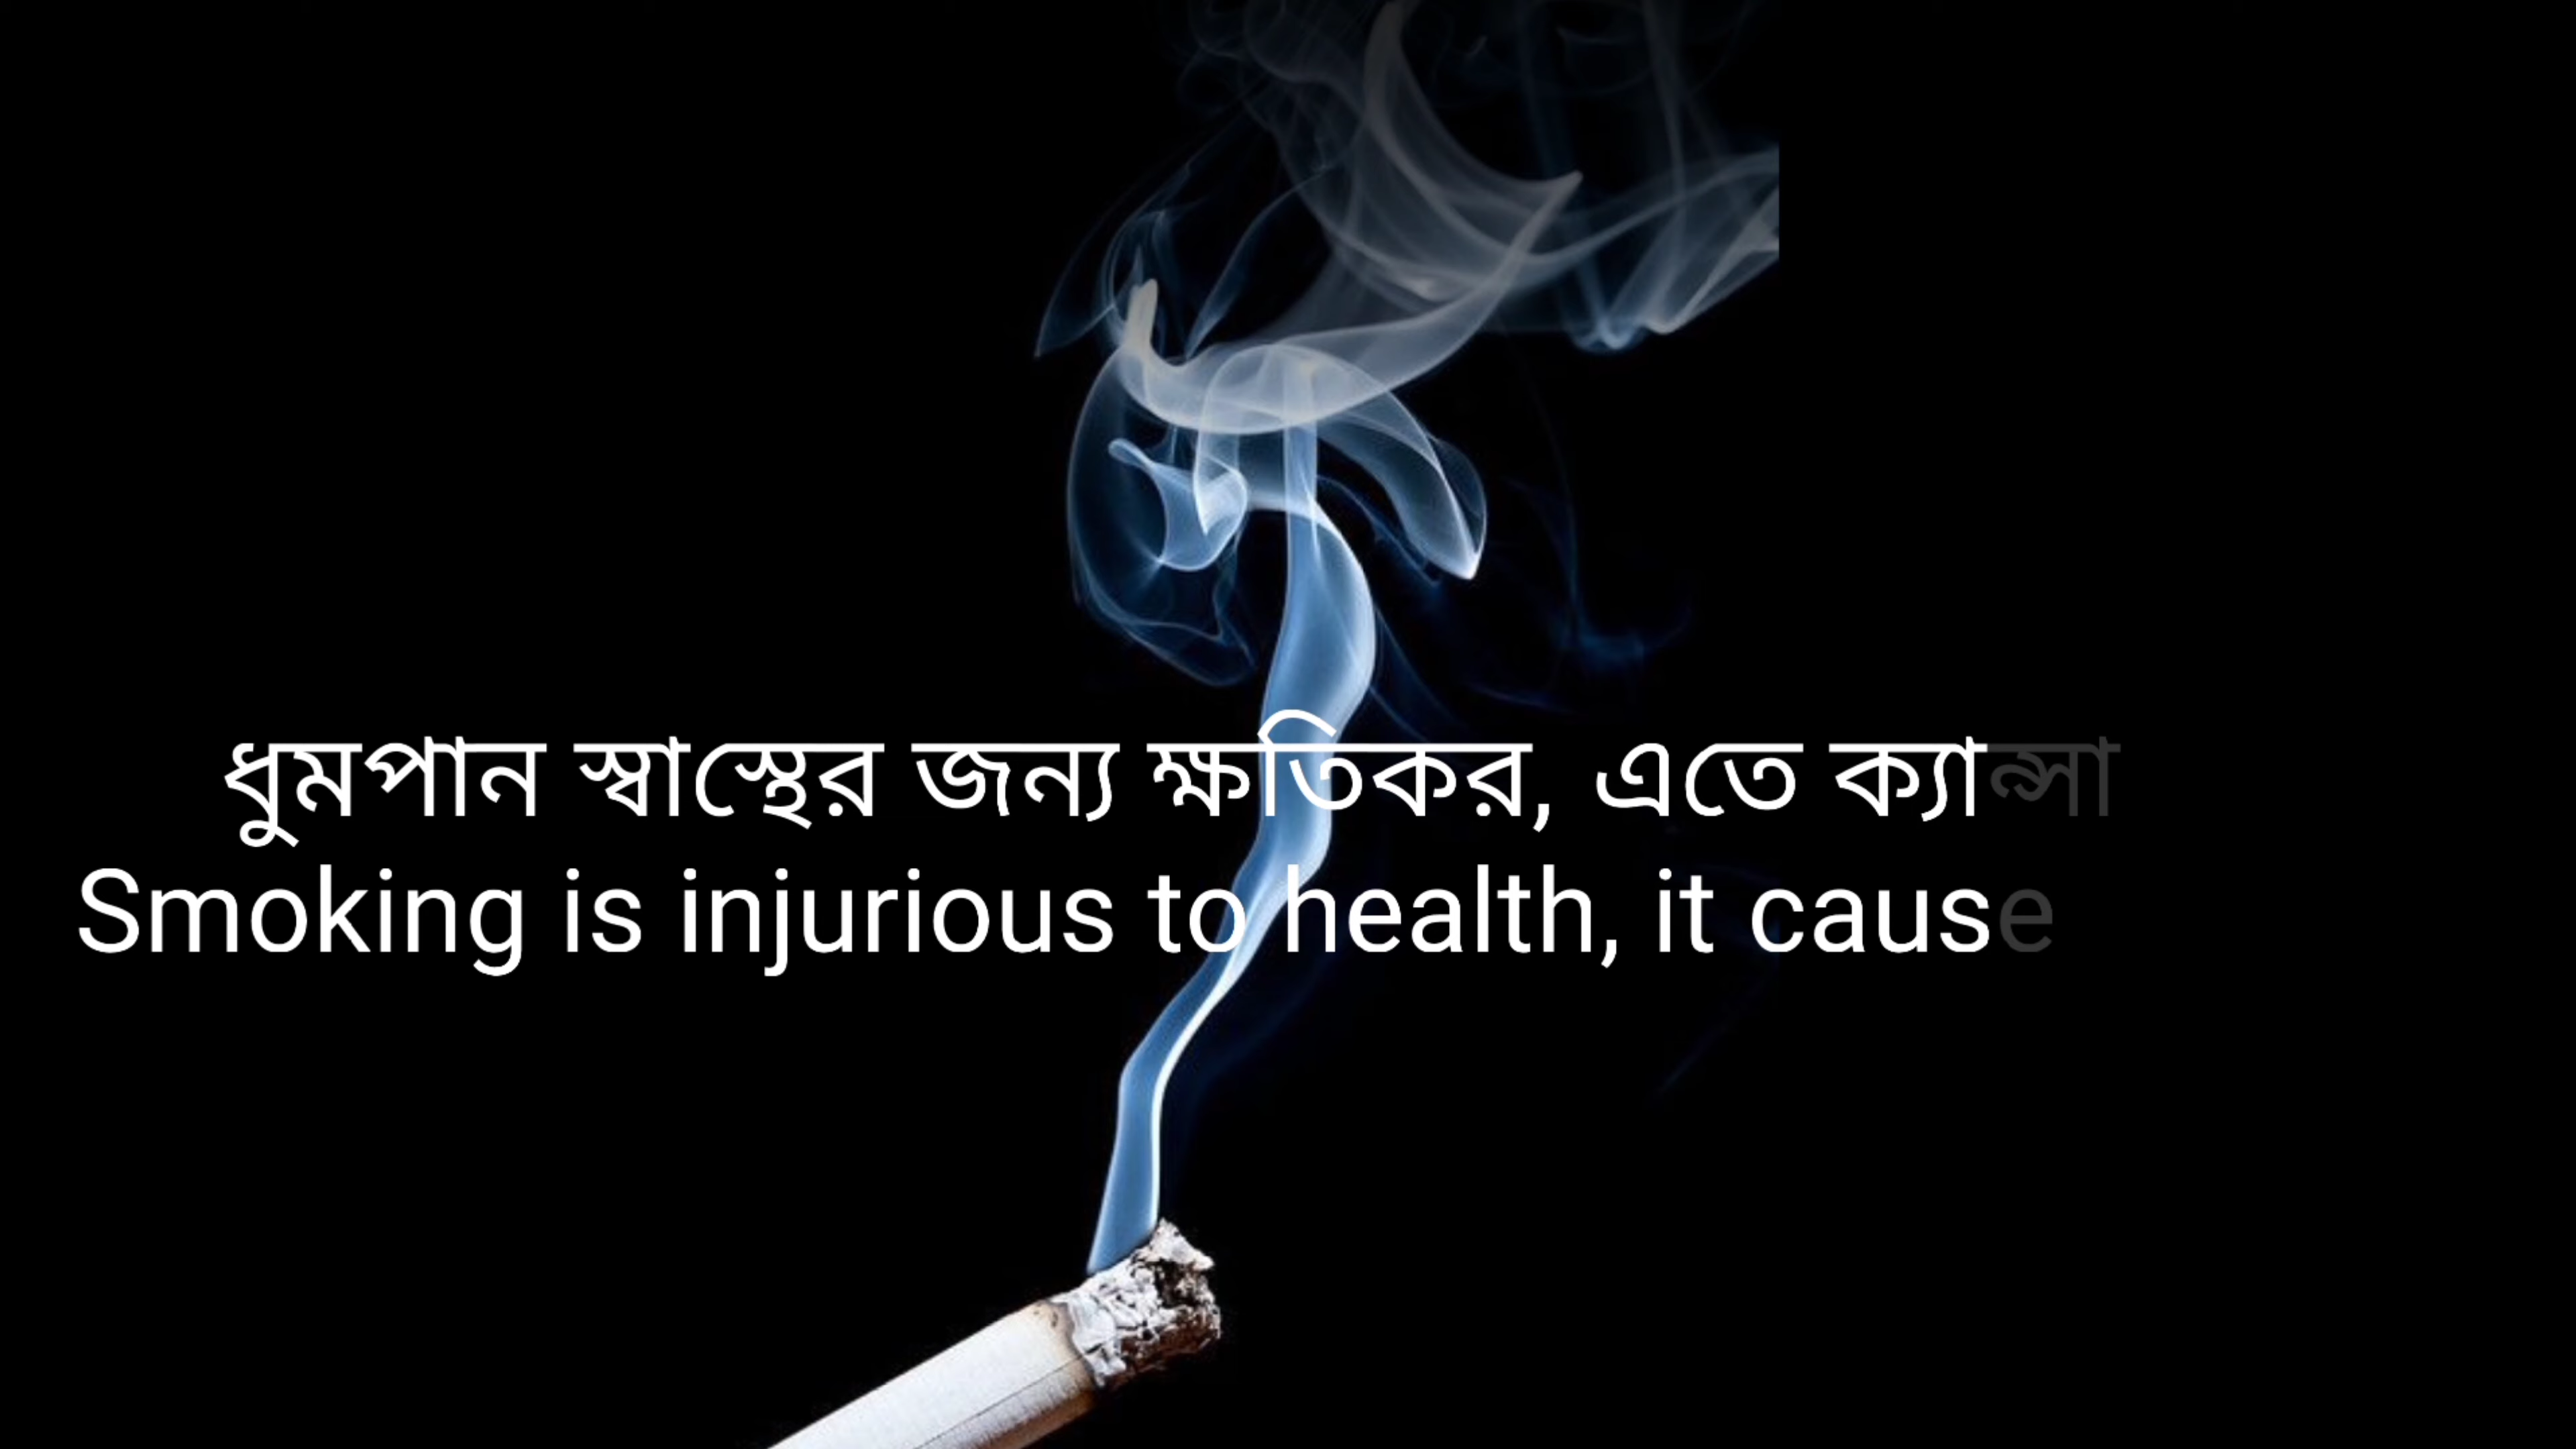 ধুমপান স্বাস্থের জন্য ক্ষতিকর, এতে ক্যান্সা
Smoking is injurious to health, it cause